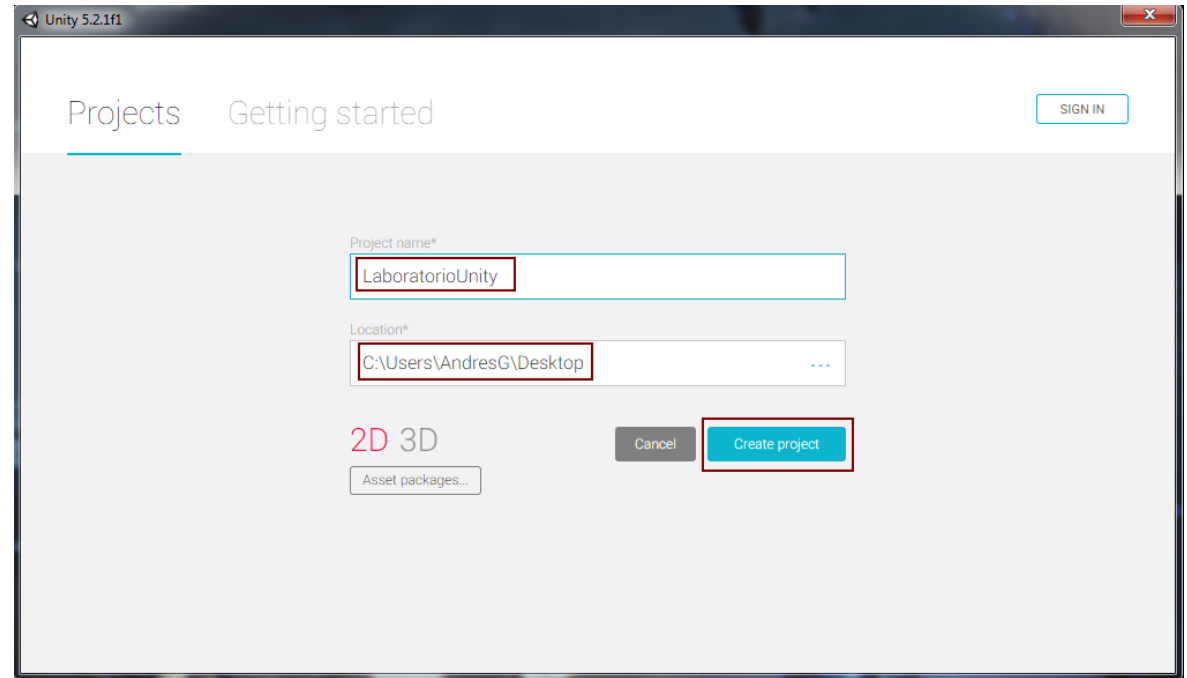 Unity 5.2.1f1
x
Projects Getting started
SIGN IN
Project name*
LaboratorioUnity
Location*
C:\Users\AndresG\Desktop ...
2D 3D Cancel Create project
Asset packages...